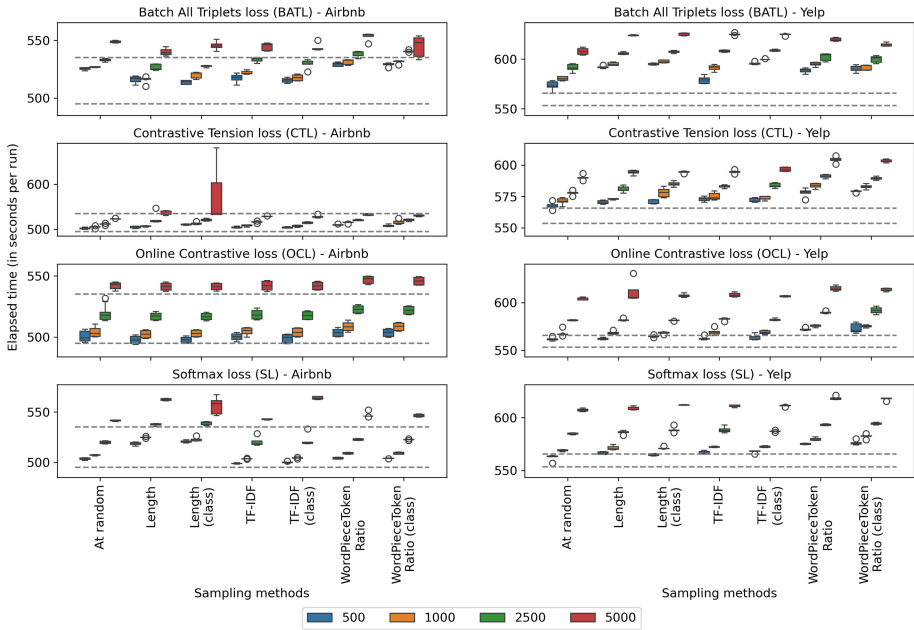 Batch All Triplets loss (BATL) - Airbnb
Batch All Triplets loss (BATL) - Yelp
550
500
600
550
Contrastive Tension loss (CTL) - Airbnb
Contrastive Tension loss (CTL) - Yelp
600
500
600
575
550
Elapsed time (in seconds per run)
Online Contrastive loss (OCL) - Airbnb
Online Contrastive loss (OCL) - Yelp
550
500
600
550
Softmax loss (SL) - Airbnb
Softmax loss (SL) - Yelp
550
500
600
550
At random
Length
Length
(class)
TF-IDF
TF-IDF
(class)
WordPieceToken
Ratio
WordPieceToken
Ratio (class)
At random
Length
Length
(class)
TF-IDF
TF-IDF
(class)
WordPieceToken
Ratio
WordPieceToken
Ratio (class)
Sampling methods
Sampling methods
500 1000 2500 5000